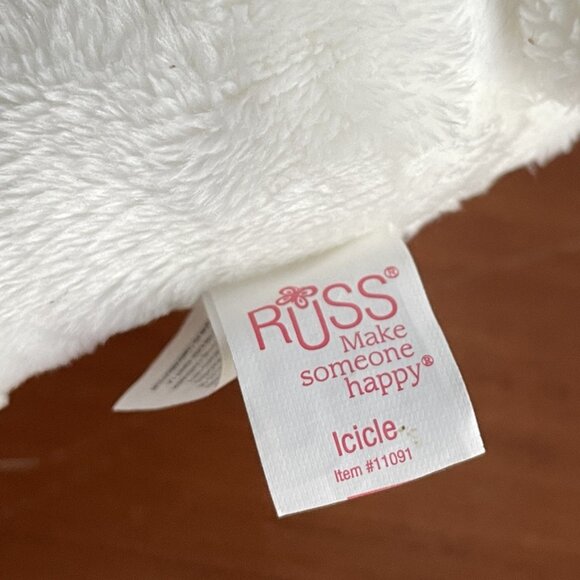 RUSS®
Make
someone
happy®
Icicle
Item #11091